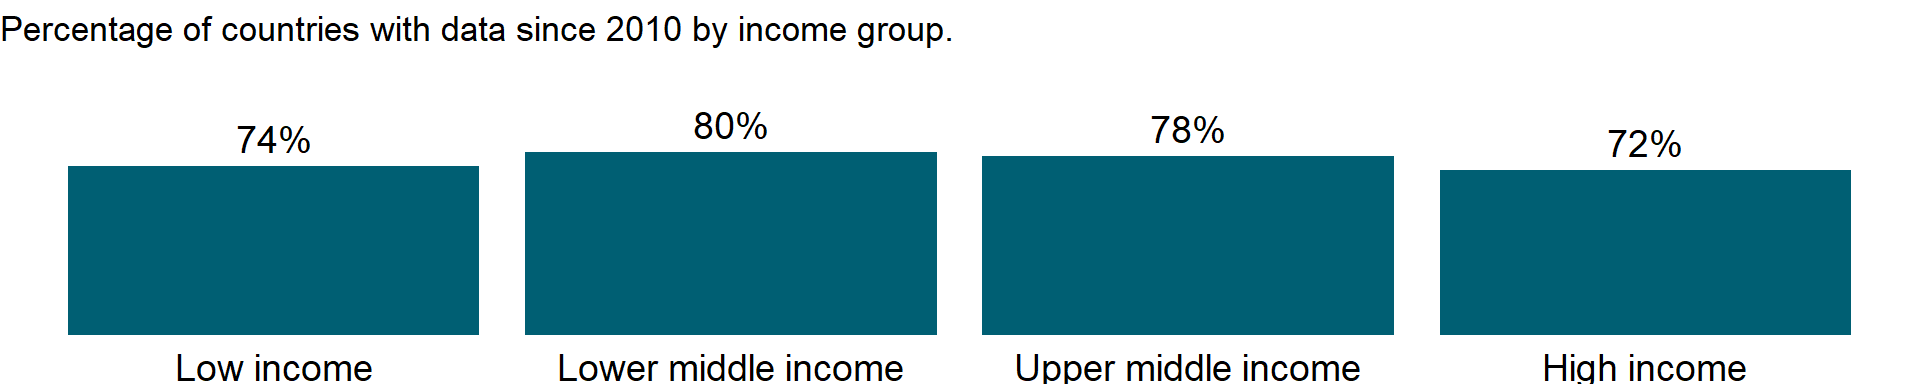 Percentage of countries with data since 2010 by income group.
74%
80%
78%
72%
Low income
Lower middle income
Upper middle income
High income